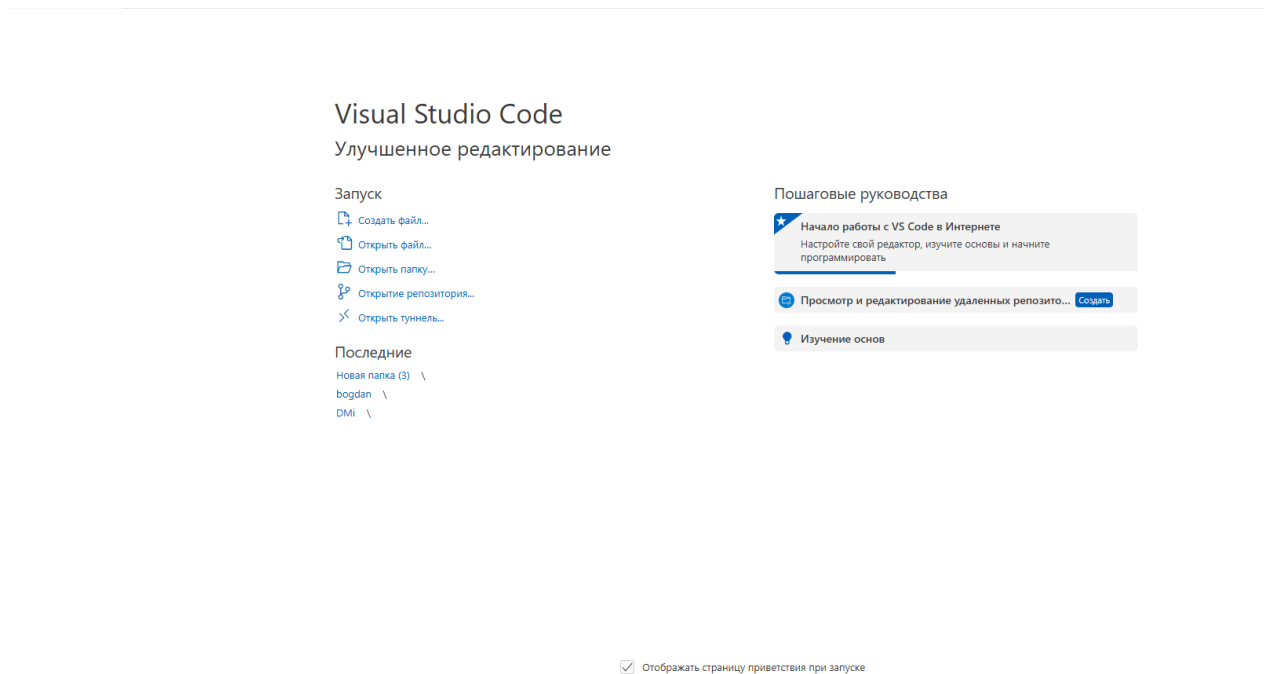 Visual Studio Code
Улучшенное редактирование
Запуск
Создать файл...
Открыть файл...
Открыть папку...
Открытие репозитория...
Открыть туннель...
Последние
Новая папка (3) \
bogdan \
DMi \
Пошаговые руководства
Начало работы с VS Code в Интернете
Настройте свой редактор, изучите основы и начните
программировать
Просмотр и редактирование удаленных репозито... Создать
Изучение основ
Отображать страницу приветствия при запуске